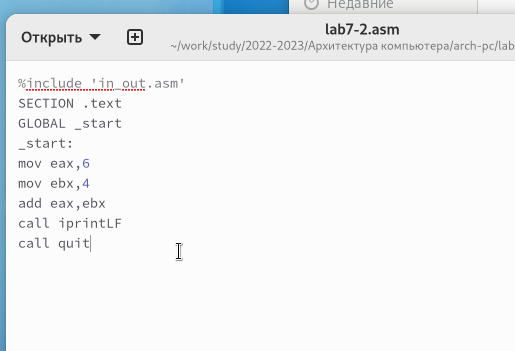 Недавние
Открыть
lab7-2.asm
~/work/study/2022-2023/Архитектура компьютера/arch-pc/lab
%include 'in_out.asm'
SECTION .text
GLOBAL _start
_start:
mov eax,6
mov ebx,4
add eax,ebx
call iprintLF
call quit